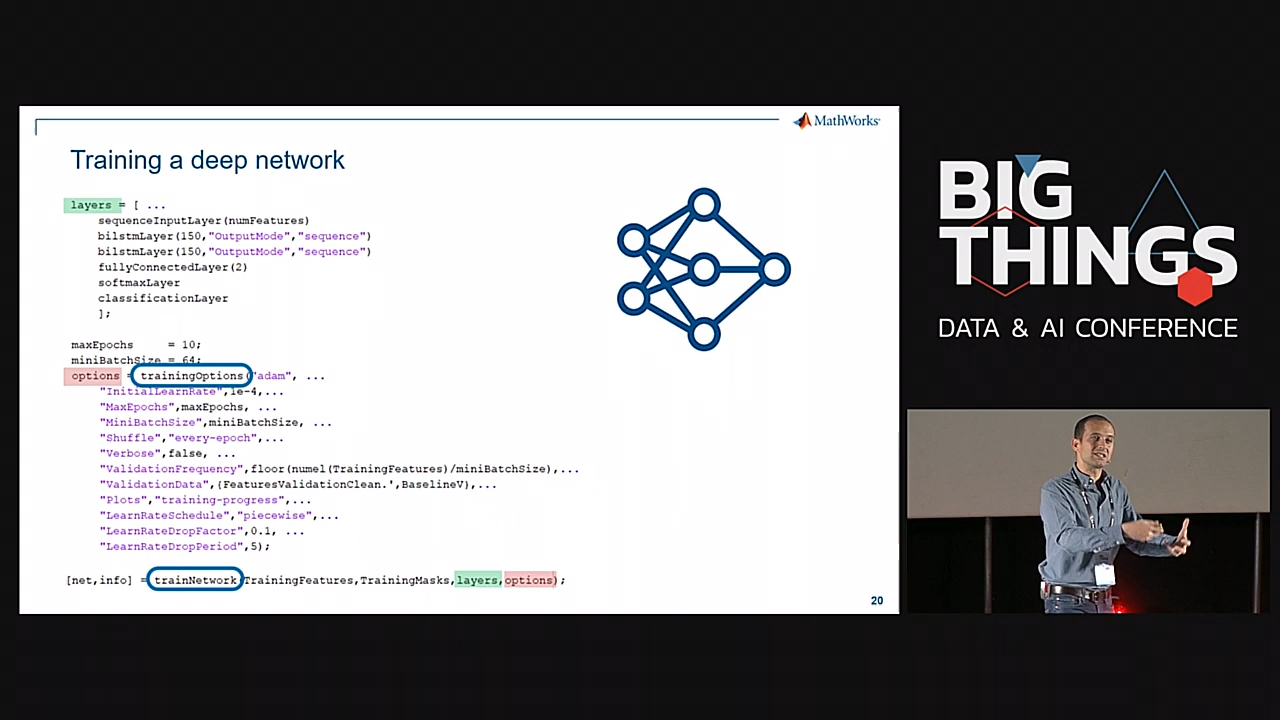 MathWorks®
Training a deep network
layers = [ ...
sequenceInputLayer(numFeatures)
bilstmLayer(150,"OutputMode","sequence")
bilstmLayer(150,"OutputMode","sequence")
fullyConnectedLayer(2)
softmaxLayer
classificationLayer
];
maxEpochs = 10;
miniBatchSize = 64;
options = trainingOptions("adam", ...
"InitialLearnRate",1e-4,...
"MaxEpochs",maxEpochs, ...
"MiniBatchSize",miniBatchSize, ...
"Shuffle","every-epoch",...
"Verbose",false, ...
"ValidationFrequency",floor(numel(TrainingFeatures)/miniBatchSize),...
"ValidationData",{FeaturesValidationClean.',BaselineV},...
"Plots","training-progress",...
"LearnRateSchedule","piecewise",...
"LearnRateDropFactor",0.1, ...
"LearnRateDropPeriod",5);
[net,info] = trainNetwork(TrainingFeatures,TrainingMasks,layers,options);
20
BIG
THINGS
DATA & AI CONFERENCE